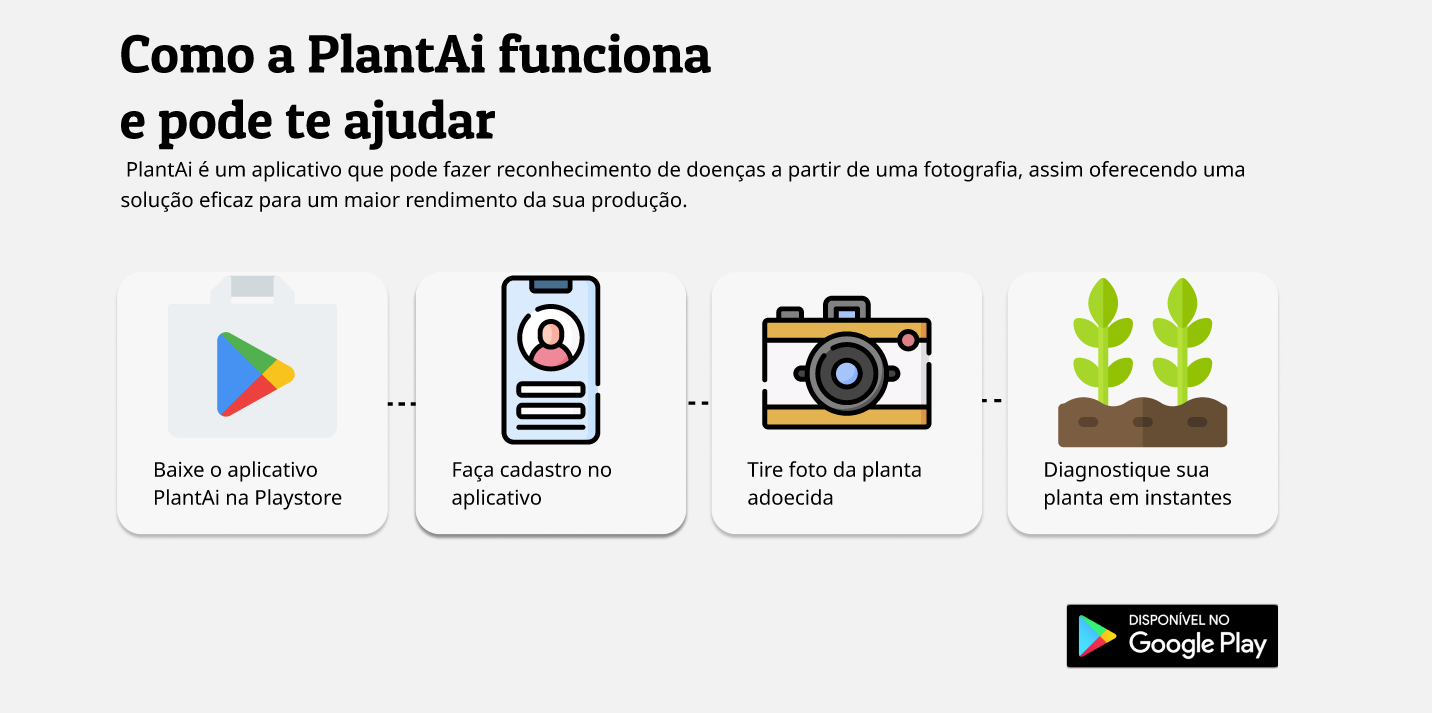 Como a PlantAi funciona
e pode te ajudar
PlantAi é um aplicativo que pode fazer reconhecimento de doenças a partir de uma fotografia, assim oferecendo uma
solução eficaz para um maior rendimento da sua produção.
Baixe o aplicativo
PlantAi na Playstore
Faça cadastro no
aplicativo
Tire foto da planta
adoecida
Diagnostique sua
planta em instantes
DISPONÍVEL NO
Google Play